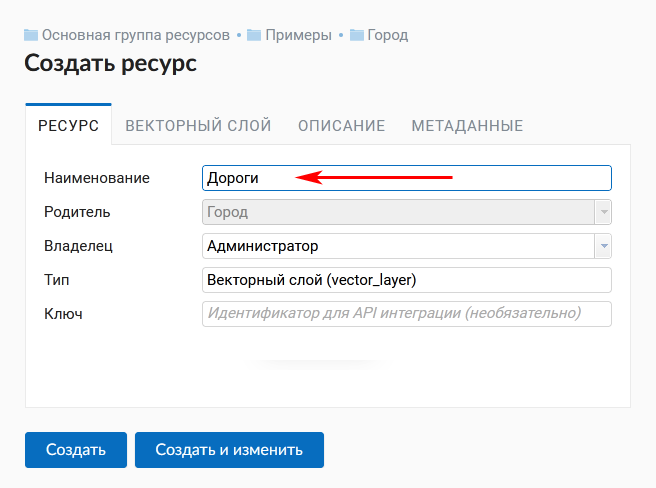 Основная группа ресурсов • Примеры • Город
Создать ресурс
РЕСУРС ВЕКТОРНЫЙ СЛОЙ ОПИСАНИЕ МЕТАДАННЫЕ
Наименование Дороги
Родитель Город
Владелец Администратор
Тип Векторный слой (vector_layer)
Ключ Идентификатор для API интеграции (необязательно)
Создать Создать и изменить